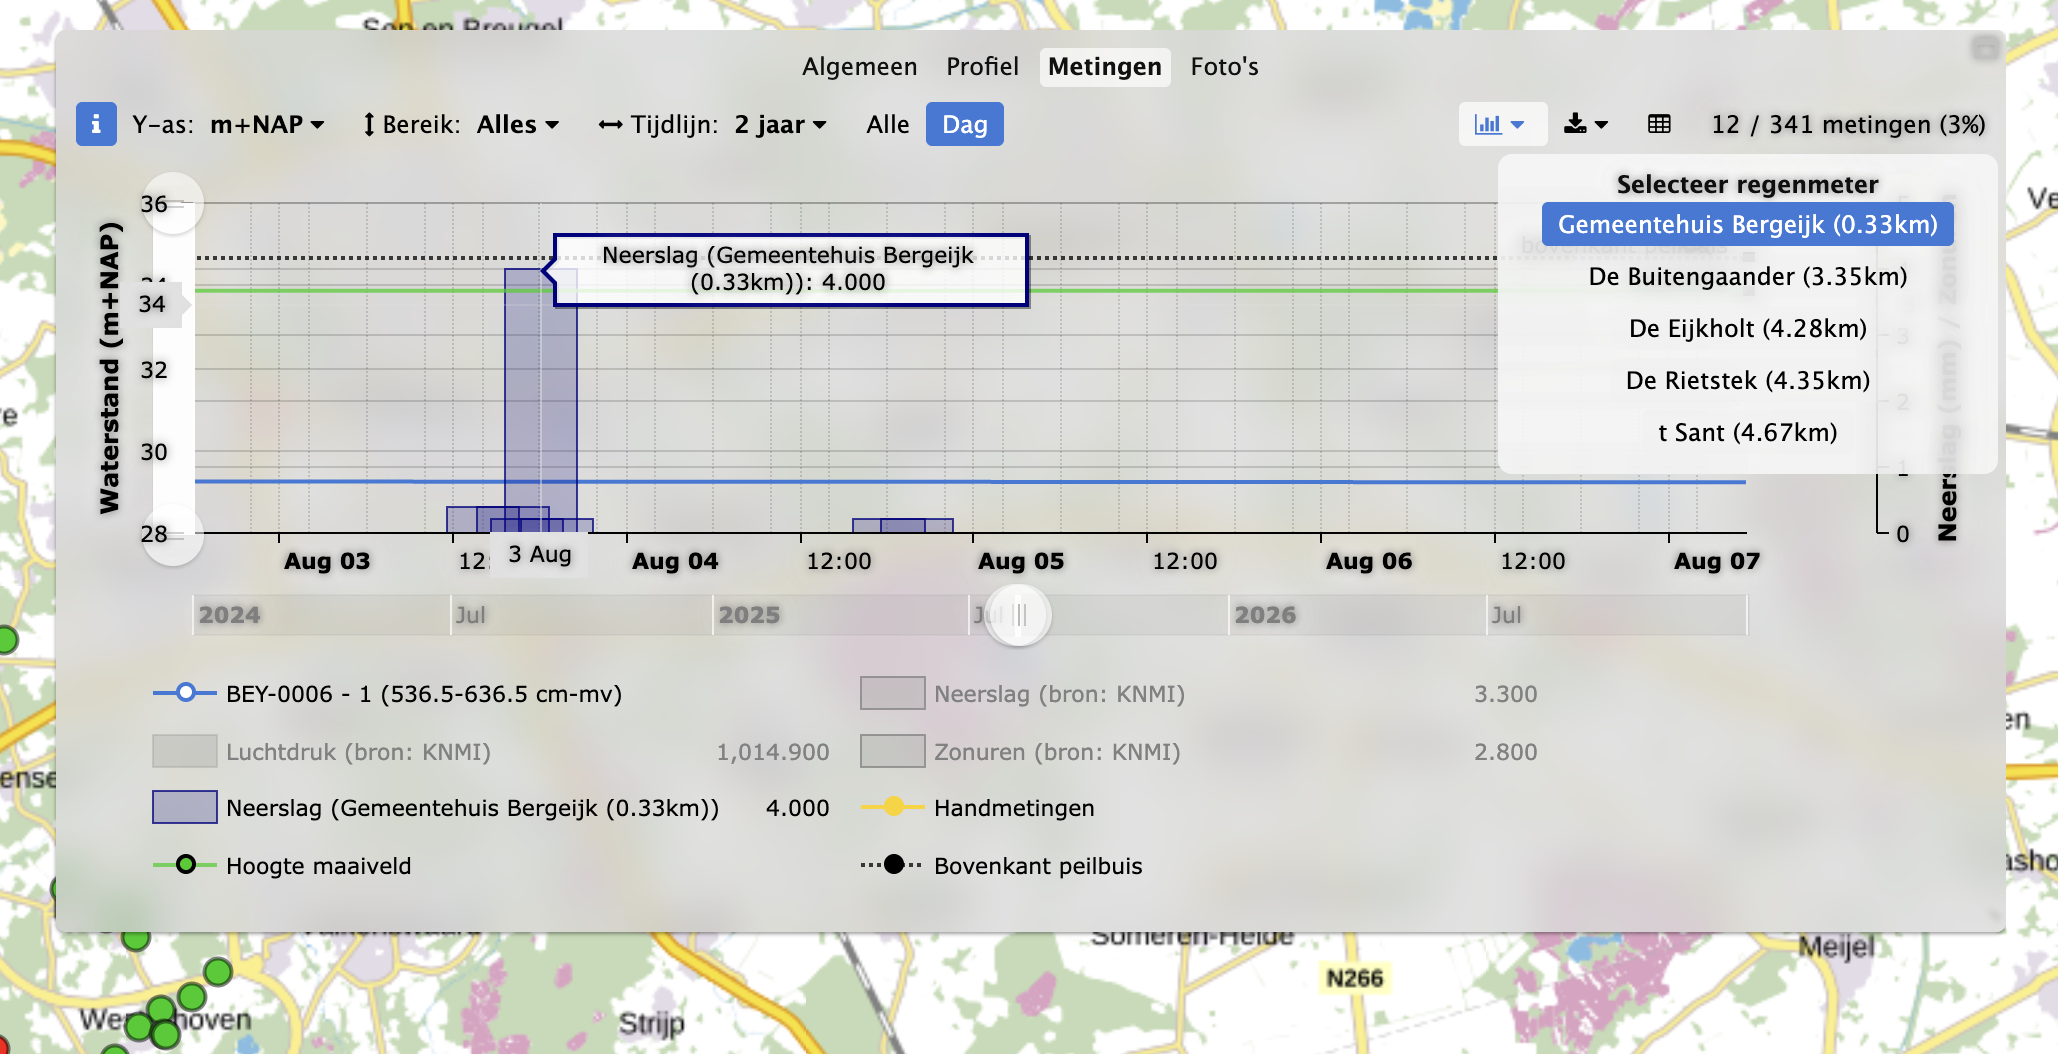 Algemeen Profiel Metingen Foto's
Y-as: m+NAP Bereik: Alles Tijdlijn: 2 jaar Alle Dag 12 / 341 metingen (3%)
Selecteer regenmeter
Gemeentehuis Bergeijk (0.33km)
De Buitengaander (3.35km)
De Eijkholt (4.28km)
De Rietstek (4.35km)
t Sant (4.67km)
Neerslag (Gemeentehuis Bergeijk
(0.33km)): 4.000
Waterstand (m+NAP)
36
34
34
32
30
28
3
2
1
0
Neerslag (mm) /
Aug 03 12: 3 Aug Aug 04 12:00 Aug 05 12:00 Aug 06 12:00 Aug 07
2024 Jul 2025 Jul 2026 Jul
BEY-0006 - 1 (536.5-636.5 cm-mv)
Neerslag (bron: KNMI) 3.300
Luchtdruk (bron: KNMI) 1,014.900
Zonuren (bron: KNMI) 2.800
Neerslag (Gemeentehuis Bergeijk (0.33km)) 4.000
Handmetingen
Hoogte maaiveld
Bovenkant peilbuis
Someren-Heide
Meijel
N266
Strijp